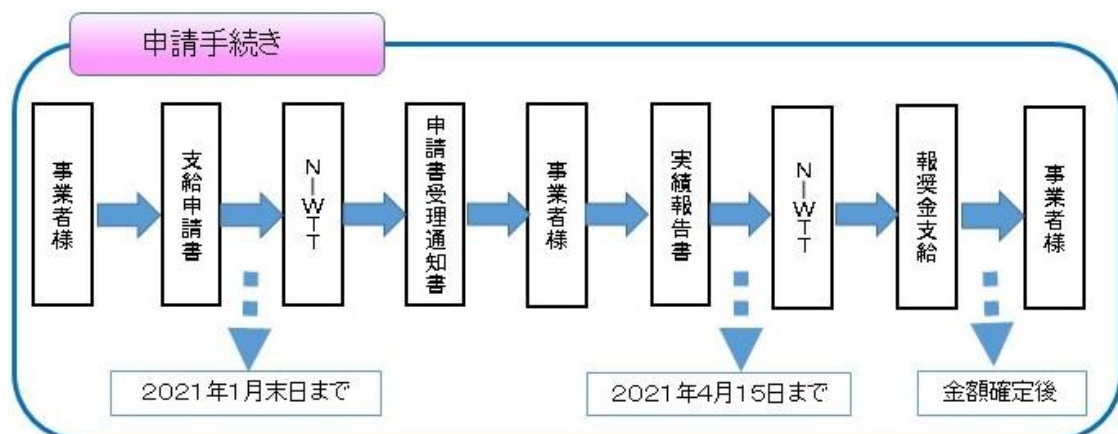 申請手続き
事業者様
支給申請書
N－WTT
申請書受理通知書
事業者様
実績報告書
N－WTT
報奨金支給
事業者様
2021年1月末日まで
2021年4月15日まで
金額確定後